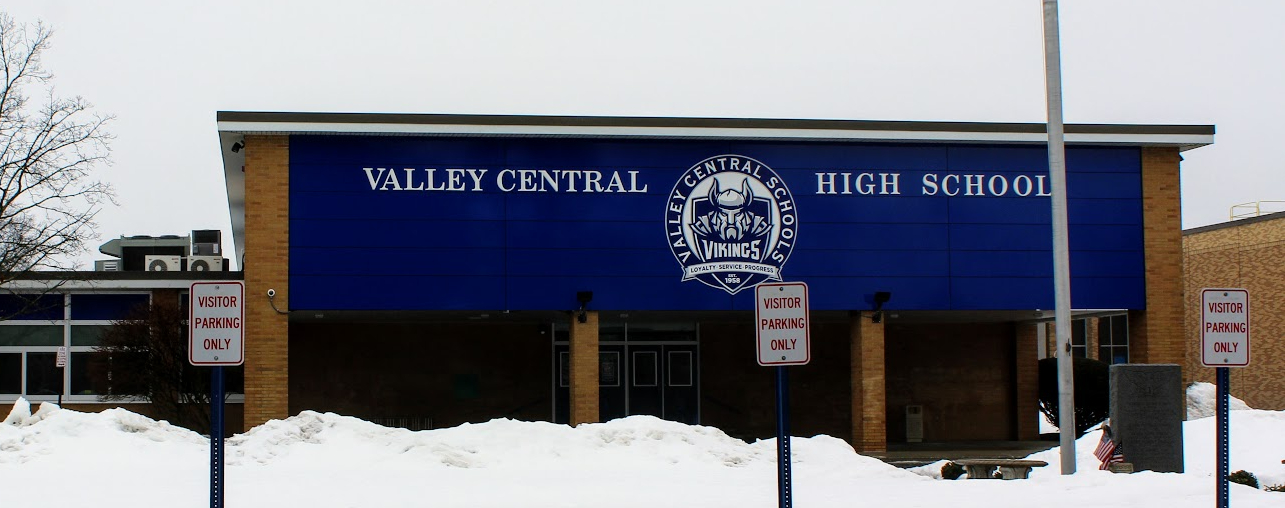 VALLEY CENTRAL
HIGH SCHOOL
VALLEY CENTRAL SCHOOLS
VIKINGS
LOYALTY · SERVICE · PROGRESS
EST.
1958
VISITOR
PARKING
ONLY
VISITOR
PARKING
ONLY
VISITOR
PARKING
ONLY